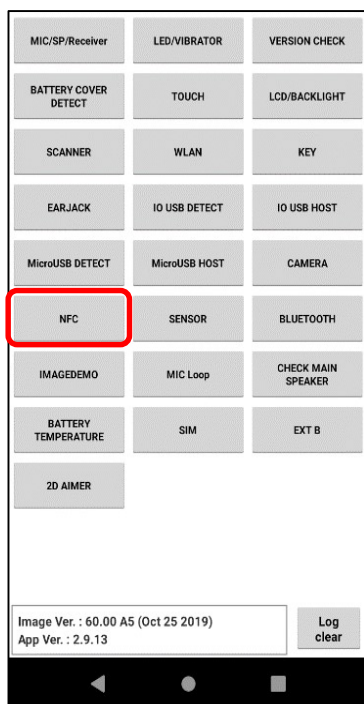 MIC/SP/Receiver
LED/VIBRATOR
VERSION CHECK
BATTERY COVER
DETECT
TOUCH
LCD/BACKLIGHT
SCANNER
WLAN
KEY
EARJACK
IO USB DETECT
IO USB HOST
MicroUSB DETECT
MicroUSB HOST
CAMERA
NFC
SENSOR
BLUETOOTH
IMAGEDEMO
MIC Loop
CHECK MAIN
SPEAKER
BATTERY
TEMPERATURE
SIM
EXT B
2D AIMER
Image Ver. : 60.00 A5 (Oct 25 2019)
App Ver. : 2.9.13
Log
clear